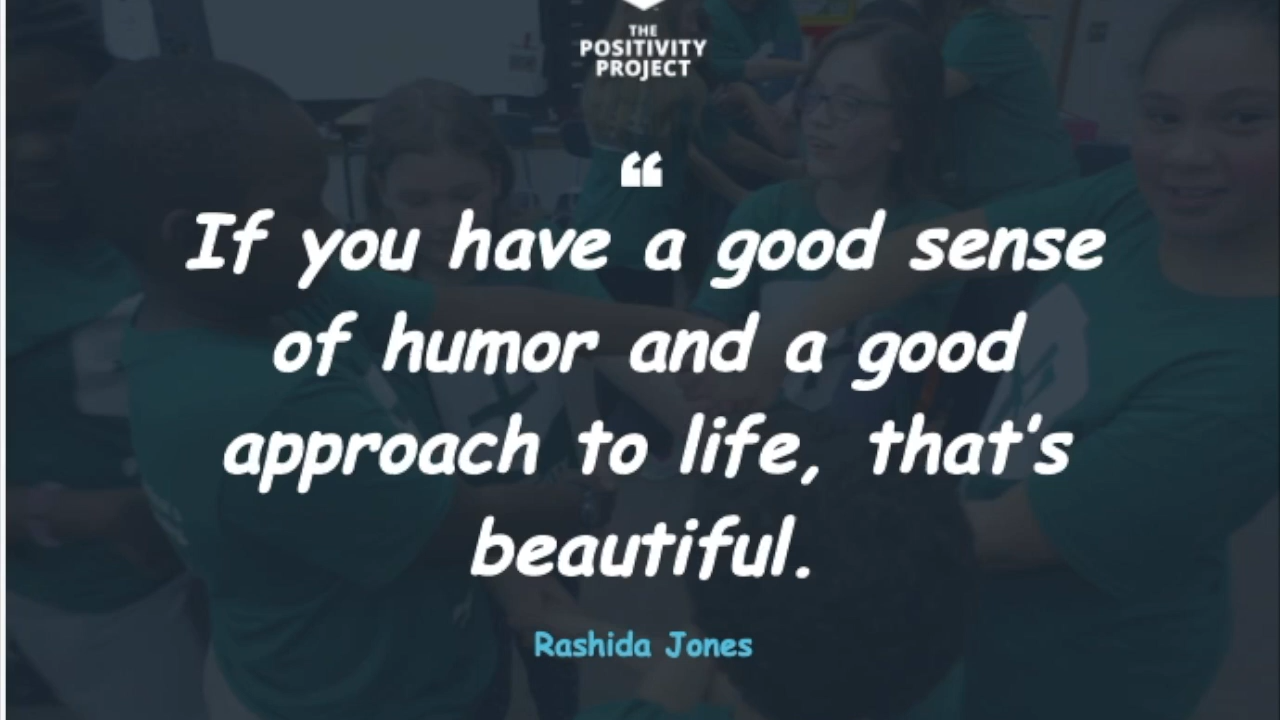 THE
POSITIVITY
PROJECT
❝
If you have a good sense
of humor and a good
approach to life, that’s
beautiful.
Rashida Jones